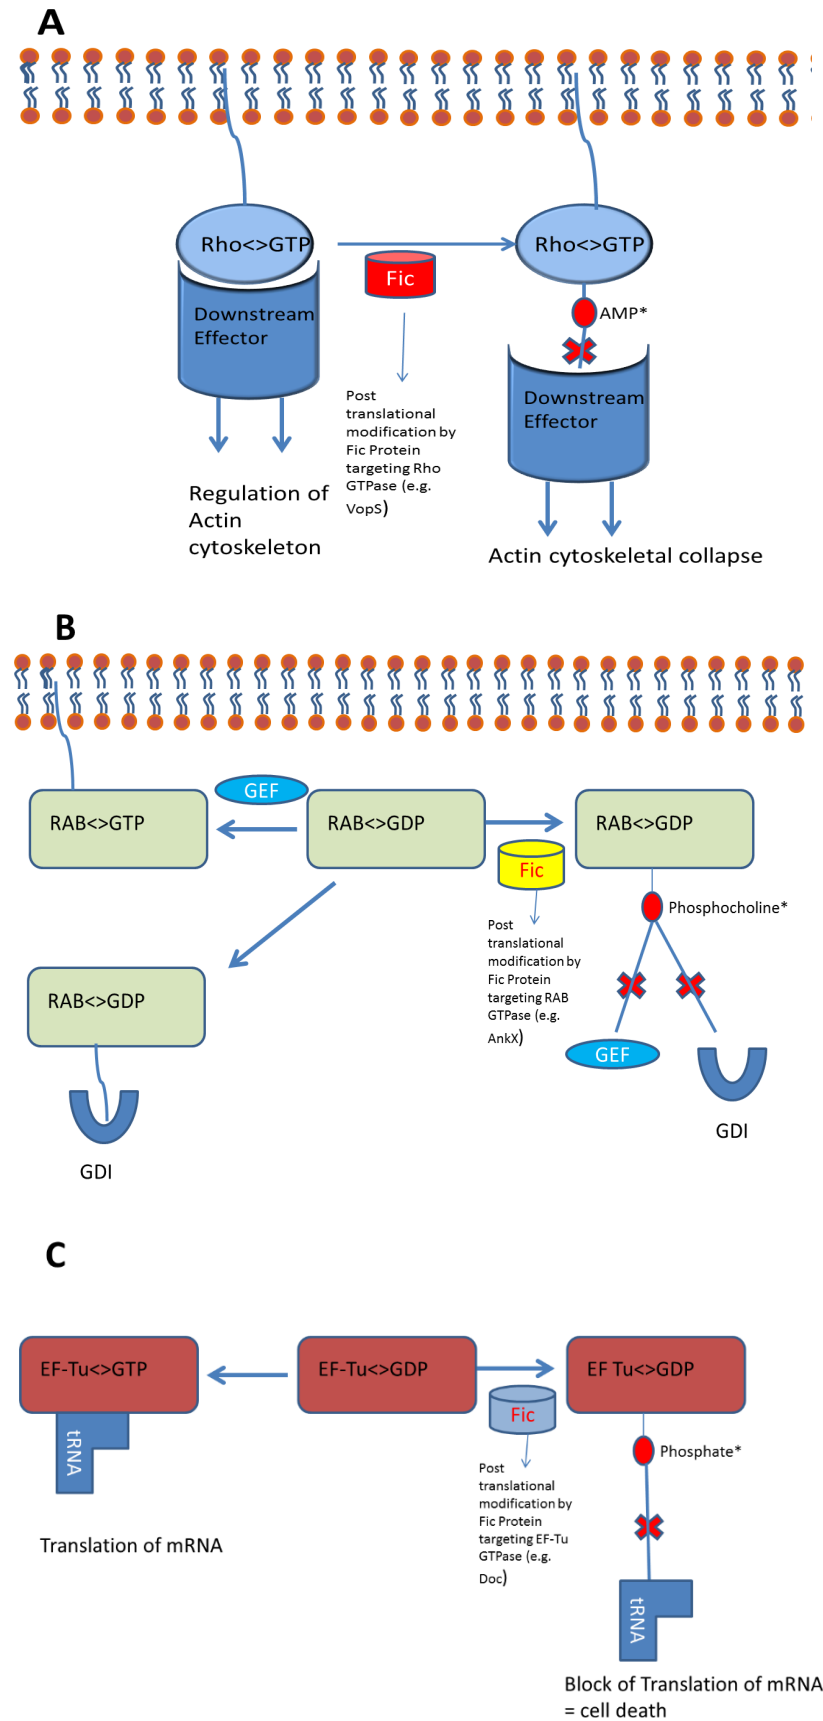 A
Rho<>GTP
Rho<>GTP
Fic
AMP*
Downstream
Effector
Post
translational
modification by
Fic Protein
targeting Rho
GTPase (e.g.
VopS)
Downstream
Effector
Regulation of
Actin
cytoskeleton
Actin cytoskeletal collapse
B
GEF
RAB<>GTP
RAB<>GDP
RAB<>GDP
Fic
Phosphocholine*
Post
translational
modification by
Fic Protein
targeting RAB
GTPase (e.g.
AnkX)
RAB<>GDP
GEF
GDI
GDI
C
EF-Tu<>GTP
EF-Tu<>GDP
EF Tu<>GDP
Fic
tRNA
Phosphate*
Post
translational
modification by
Fic Protein
targeting EF-Tu
GTPase (e.g.
Doc)
Translation of mRNA
tRNA
Block of Translation of mRNA
= cell death